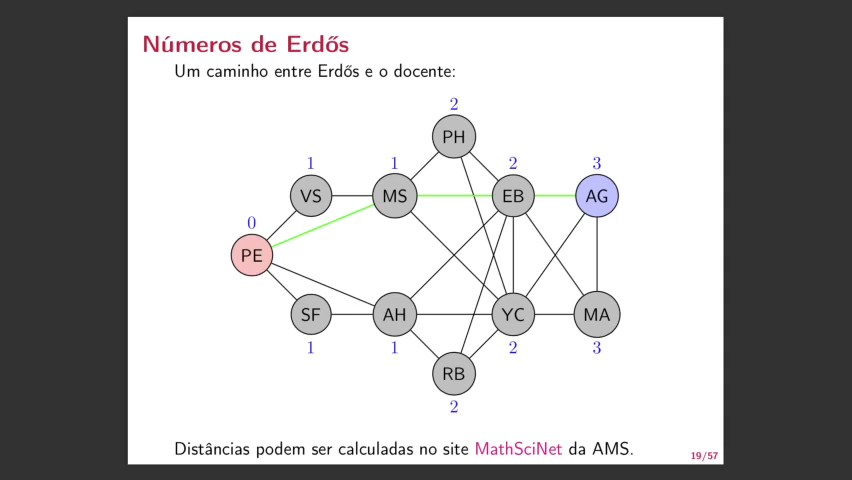 Números de Erdős
Um caminho entre Erdős e o docente:
2
PH
1
1
2
3
VS
MS
EB
AG
0
PE
SF
AH
YC
MA
1
1
2
3
RB
2
Distâncias podem ser calculadas no site MathSciNet da AMS.
19/57